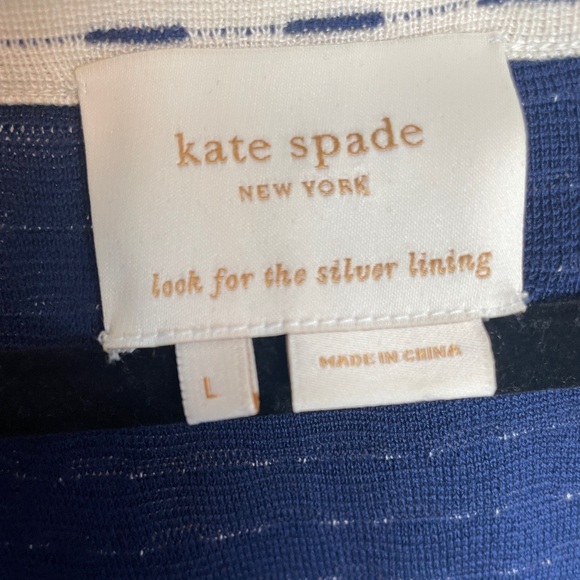 kate spade
NEW YORK
look for the silver lining
L
MADE IN CHINA